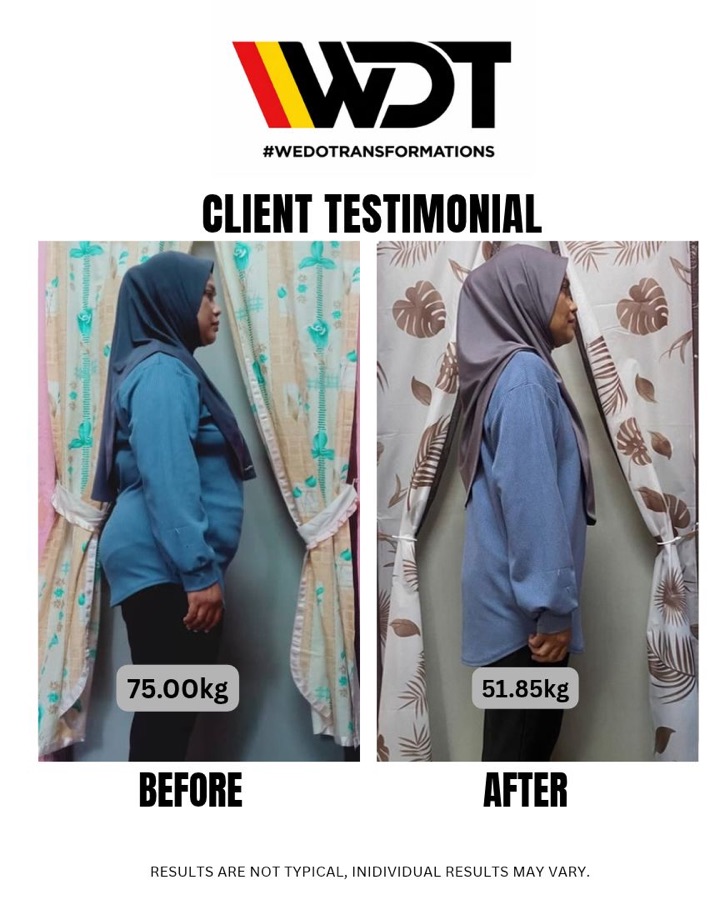 WDT
#WEDOTRANSFORMATIONS
CLIENT TESTIMONIAL
75.00kg
51.85kg
BEFORE
AFTER
RESULTS ARE NOT TYPICAL, INIDIVIDUAL RESULTS MAY VARY.